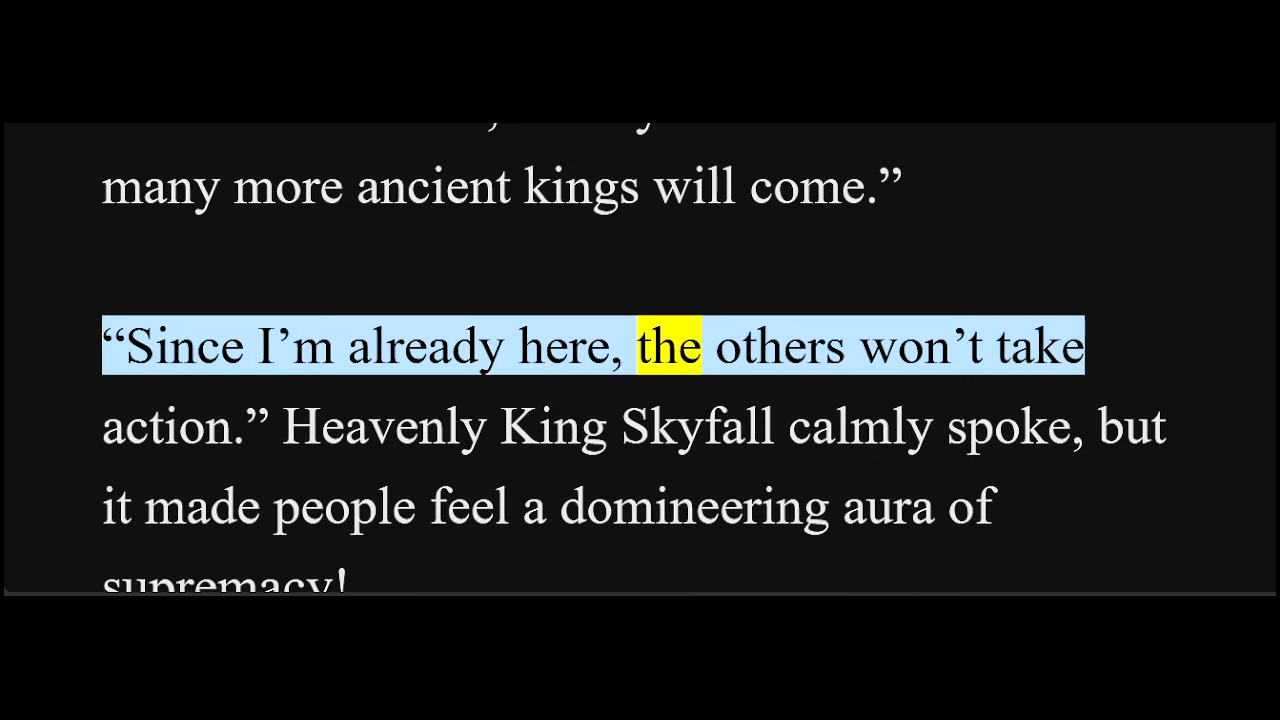 many more ancient kings will come.”
“Since I’m already here, the others won’t take
action.” Heavenly King Skyfall calmly spoke, but
it made people feel a domineering aura of
supremacy!